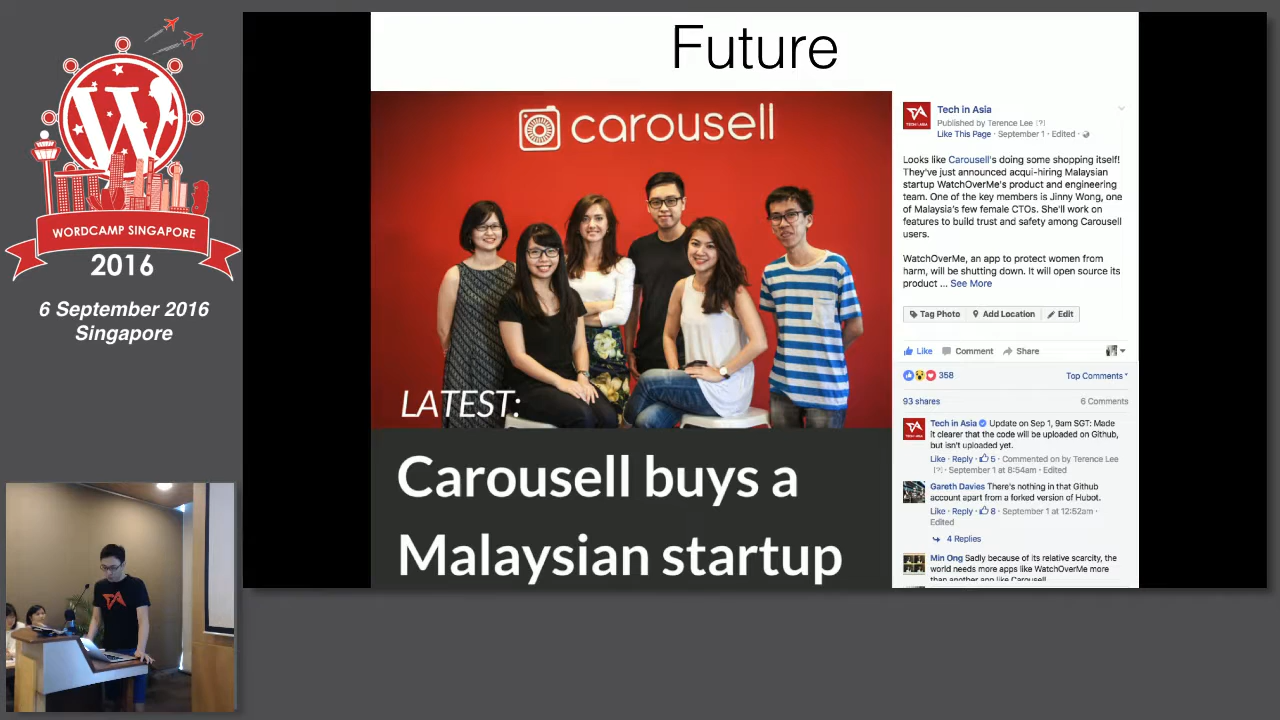 WORDCAMP SINGAPORE
2016
6 September 2016
Singapore
Future
carousell
LATEST:
Carousell buys a
Malaysian startup
Tech in Asia
Published by Terence Lee [?]
Like This Page · September 1 · Edited ·
Looks like Carousell's doing some shopping itself!
They've just announced acqui-hiring Malaysian
startup WatchOverMe's product and engineering
team. One of the key members is Jinny Wong, one
of Malaysia's few female CTOs. She'll work on
features to build trust and safety among Carousell
users.
WatchOverMe, an app to protect women from
harm, will be shutting down. It will open source its
product ... See More
Tag Photo Add Location Edit
Like Comment Share
358 Top Comments
93 shares 6 Comments
Tech in Asia Update on Sep 1, 9am SGT: Made
it clearer that the code will be uploaded on Github,
but isn't uploaded yet.
Like · Reply · 5 · Commented on by Terence Lee
[?] · September 1 at 8:54am · Edited
Gareth Davies There's nothing in that Github
account apart from a forked version of Hubot.
Like · Reply · 8 · September 1 at 12:52am ·
Edited
4 Replies
Min Ong Sadly because of its relative scarcity, the
world needs more apps like WatchOverMe more
than another app like Carousell